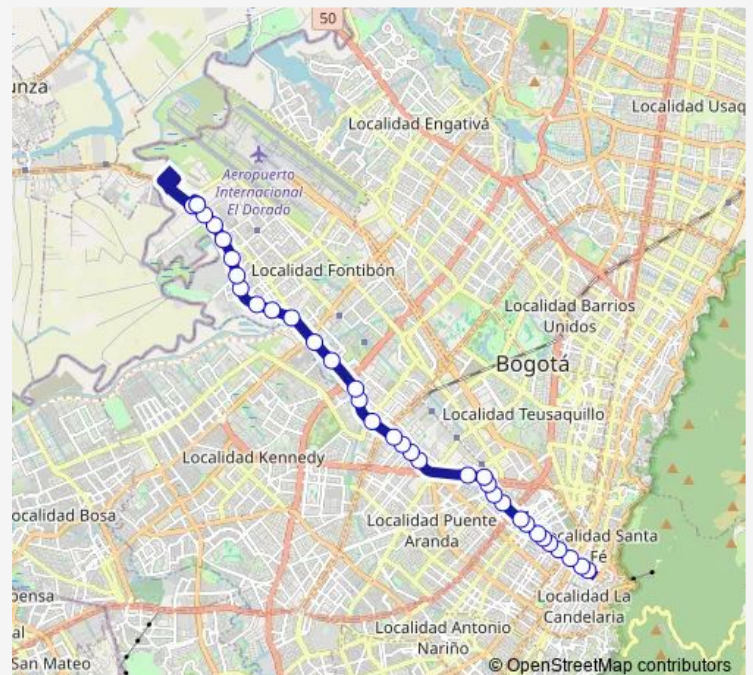 50
unza
Localidad Usaq
Localidad Engativá
Aeropuerto
Internacional
El Dorado
Localidad Fontibón
Localidad Barrios
Unidos
Bogotá
Localidad Teusaquillo
Localidad Kennedy
ocalidad Bosa
Localidad Puente
Aranda
calidad Santa
Fé
pensa
Localidad La
Candelaria
al
Localidad Antonio
Nariño
San Mateo
© OpenStreetMap contributors